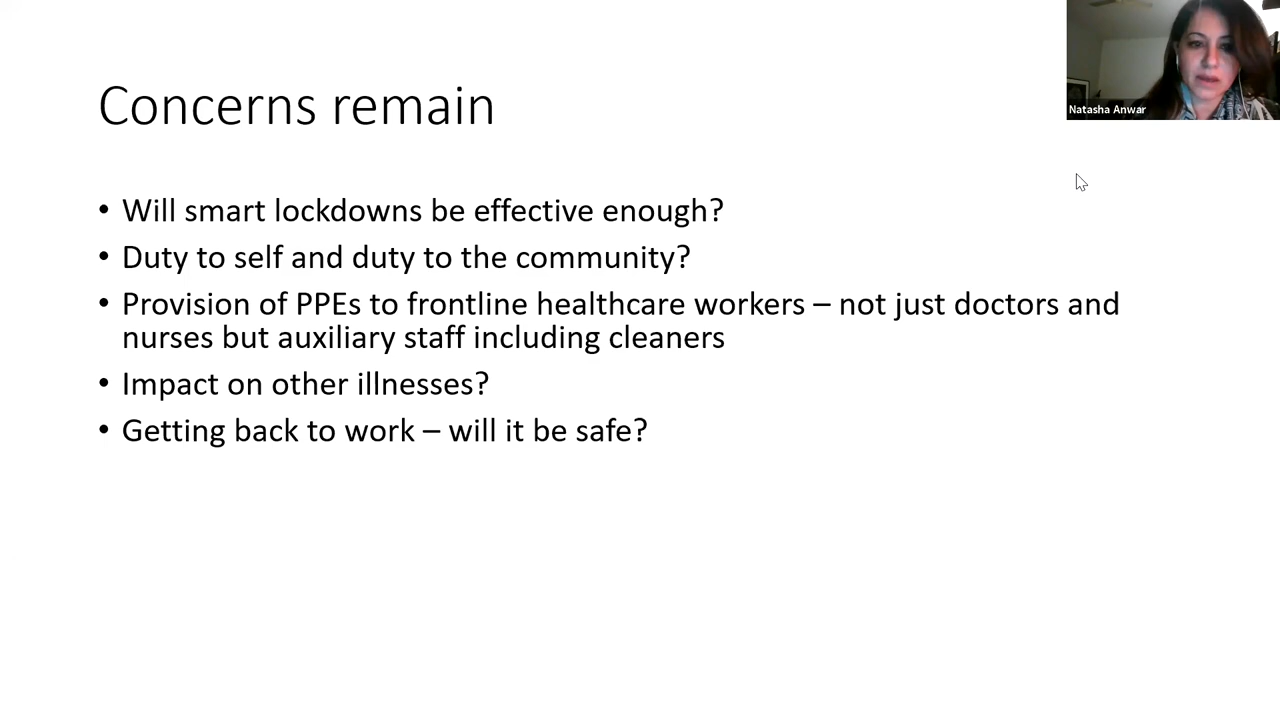 Natasha Anwar
Concerns remain
• Will smart lockdowns be effective enough?
• Duty to self and duty to the community?
• Provision of PPEs to frontline healthcare workers – not just doctors and
nurses but auxiliary staff including cleaners
• Impact on other illnesses?
• Getting back to work – will it be safe?